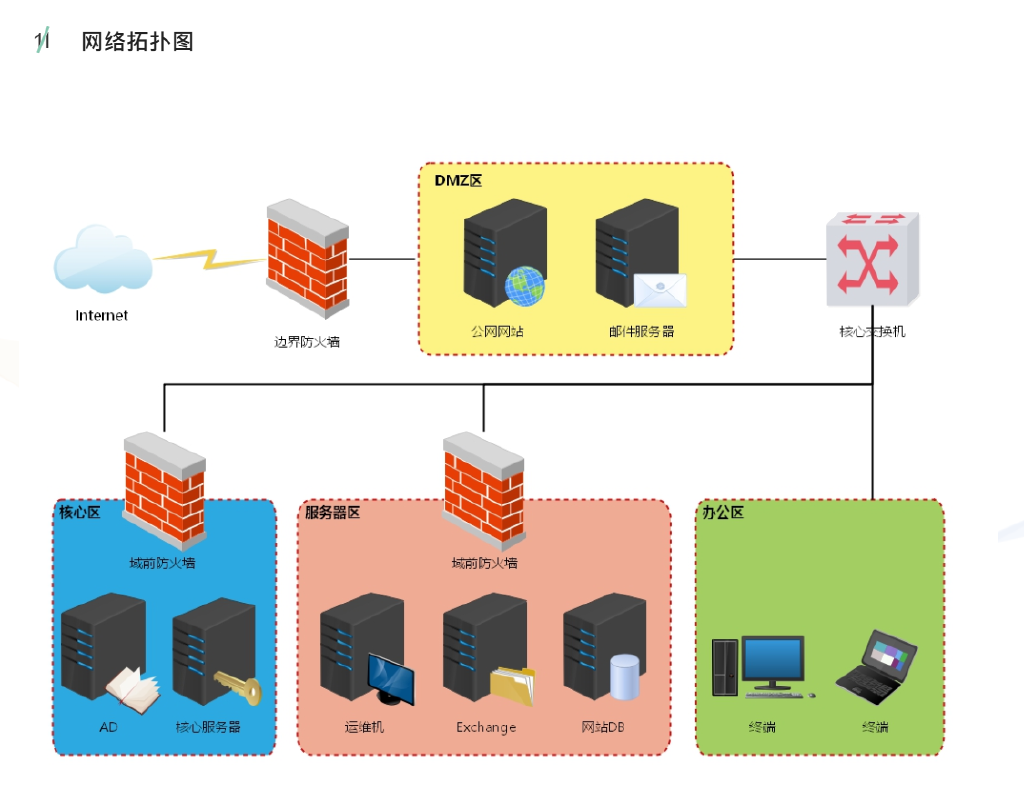 11 网络拓扑图
DMZ区
Internet
边界防火墙
公网网站
邮件服务器
核心交换机
核心区
服务器区
办公区
域前防火墙
域前防火墙
AD
核心服务器
运维机
Exchange
网站DB
终端
终端